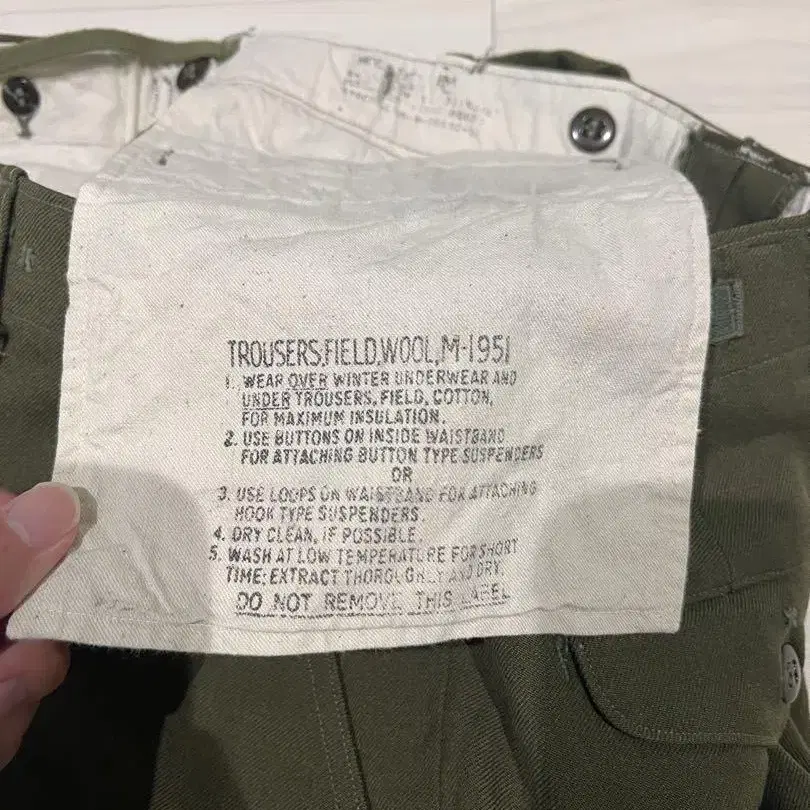 TROUSERS,FIELD,WOOL,M-1951
1. WEAR OVER WINTER UNDERWEAR AND
UNDER TROUSERS, FIELD, COTTON,
FOR MAXIMUM INSULATION.
2. USE BUTTONS ON INSIDE WAISTBAND
FOR ATTACHING BUTTON TYPE SUSPENDERS
OR
3. USE LOOPS ON WAISTBAND FOR ATTACHING
HOOK TYPE SUSPENDERS.
4. DRY CLEAN, IF POSSIBLE.
5. WASH AT LOW TEMPERATURE FOR SHORT
TIME; EXTRACT THOROUGHLY AND DRY.
DO NOT REMOVE THIS LABEL